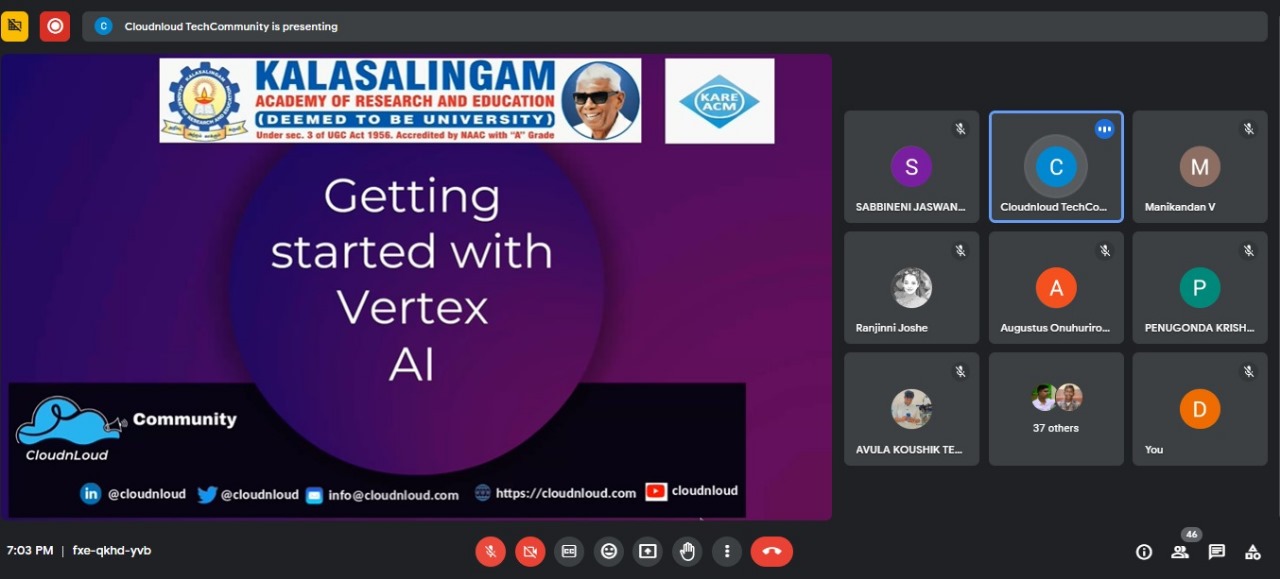 C Cloudnloud TechCommunity is presenting
KALASALINGAM
ACADEMY OF RESEARCH AND EDUCATION
(DEEMED TO BE UNIVERSITY)
Under sec. 3 of UGC Act 1956. Accredited by NAAC with "A" Grade
KARE
ACM
Getting
started with
Vertex
AI
Community
CloudnLoud
in @cloudnloud @cloudnloud info@cloudnloud.com https://cloudnloud.com cloudnloud
S
SABBINENI JASWAN...
C
Cloudnloud TechCo...
M
Manikandan V
Ranjinni Joshe
A
Augustus Onuhuriro...
P
PENUGONDA KRISH...
AVULA KOUSHIK TE...
37 others
D
You
7:03 PM | fxe-qkhd-yvb
CC
46